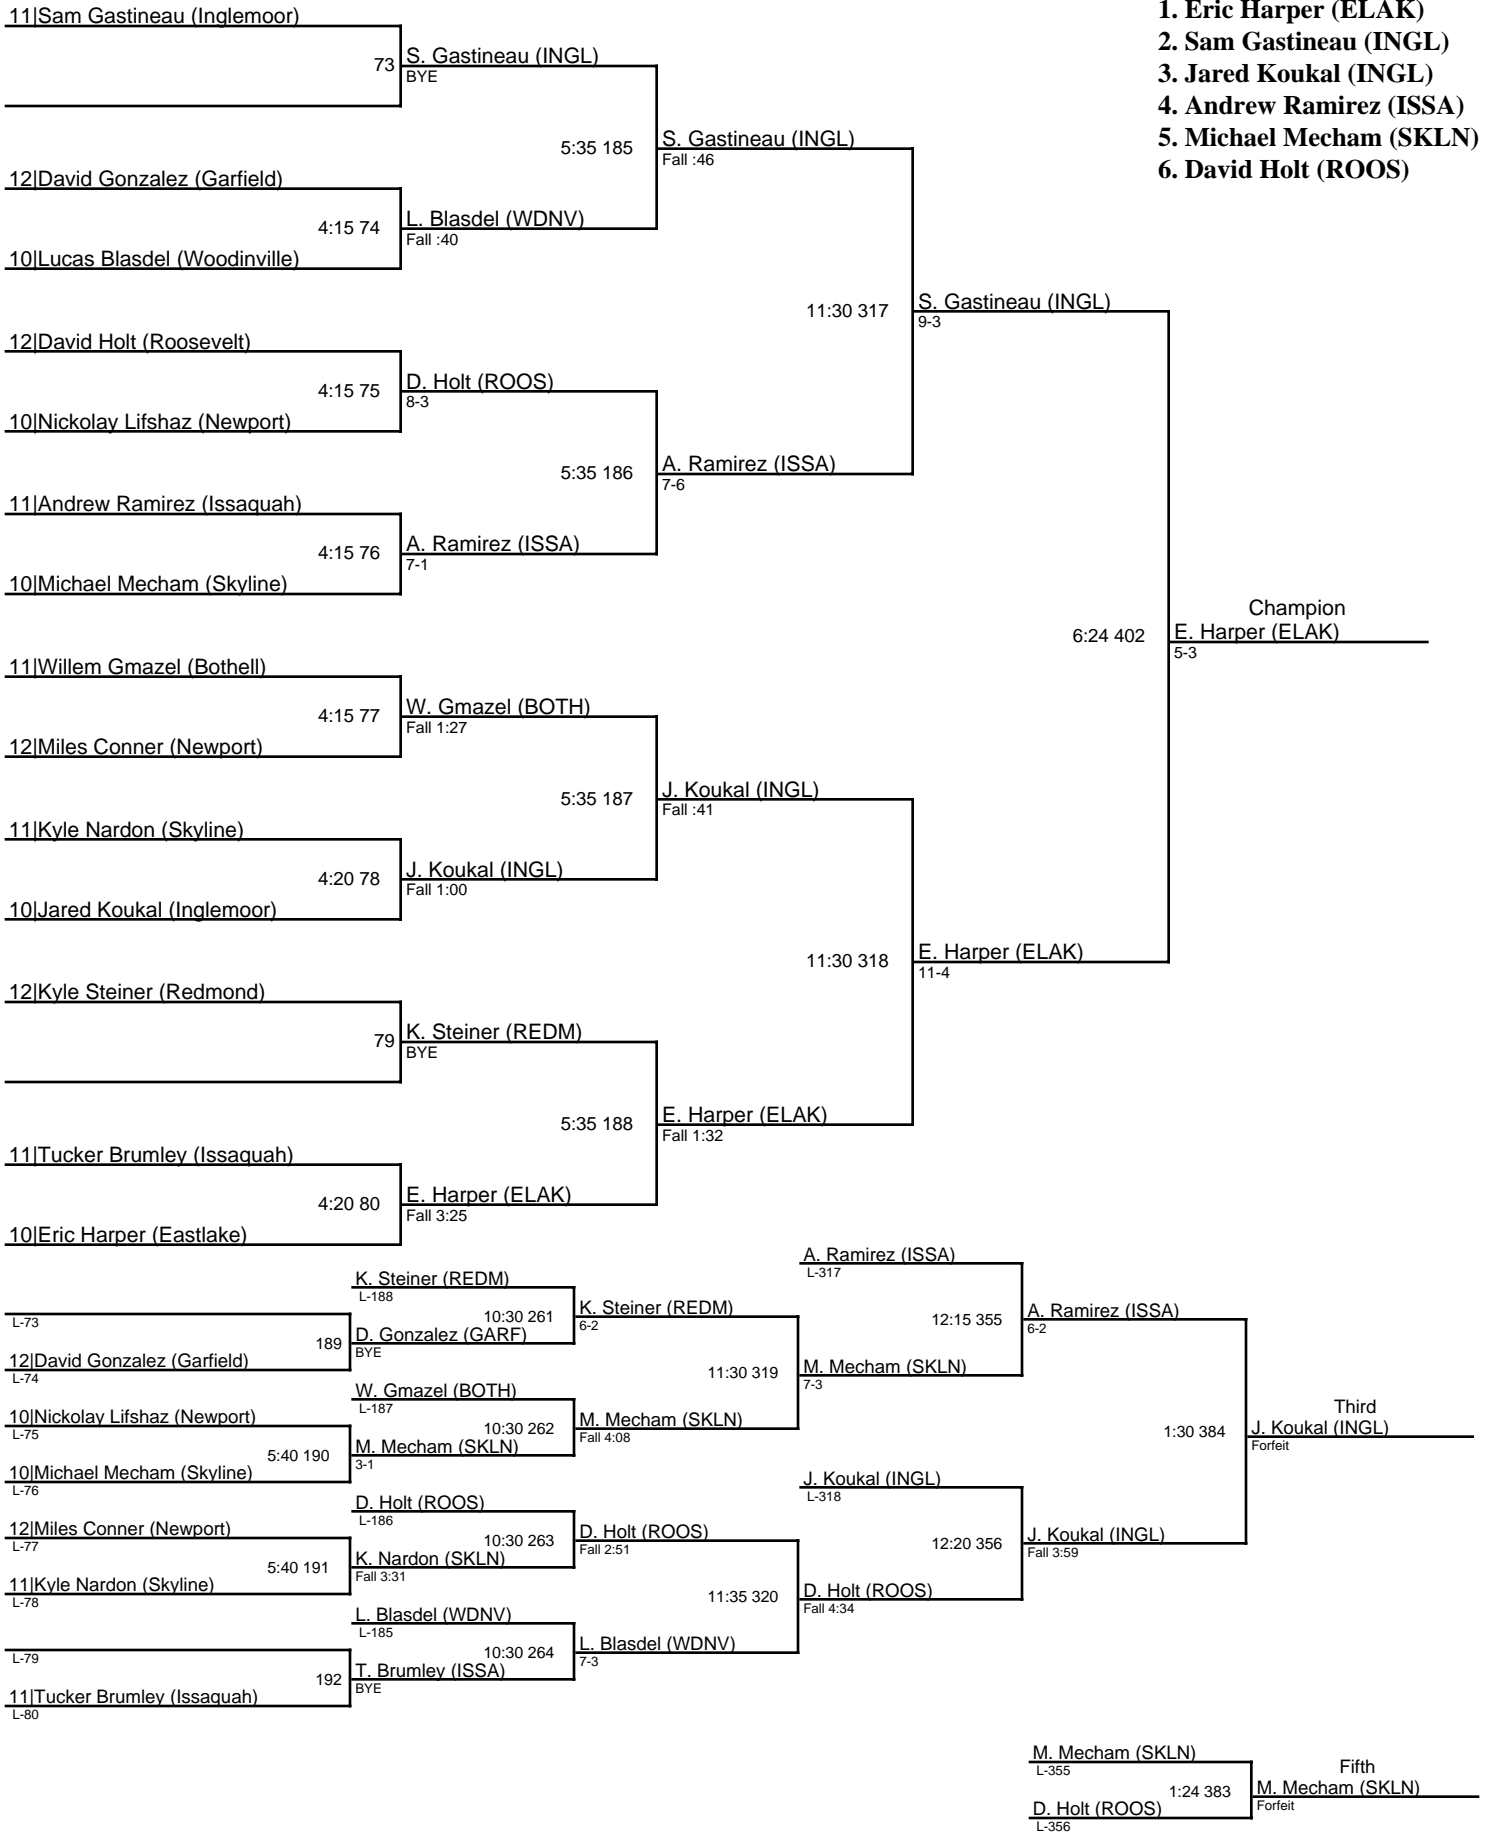 11|Sam Gastineau (Inglemoor)
73
S. Gastineau (INGL)
BYE
5:35 185
S. Gastineau (INGL)
Fall :46
12|David Gonzalez (Garfield)
4:15 74
L. Blasdel (WDNV)
Fall :40
10|Lucas Blasdel (Woodinville)
11:30 317
S. Gastineau (INGL)
9-3
12|David Holt (Roosevelt)
4:15 75
D. Holt (ROOS)
8-3
10|Nickolay Lifshaz (Newport)
5:35 186
A. Ramirez (ISSA)
7-6
11|Andrew Ramirez (Issaquah)
4:15 76
A. Ramirez (ISSA)
7-1
10|Michael Mecham (Skyline)
6:24 402
Champion
E. Harper (ELAK)
5-3
11|Willem Gmazel (Bothell)
4:15 77
W. Gmazel (BOTH)
Fall 1:27
12|Miles Conner (Newport)
5:35 187
J. Koukal (INGL)
Fall :41
11|Kyle Nardon (Skyline)
4:20 78
J. Koukal (INGL)
Fall 1:00
10|Jared Koukal (Inglemoor)
11:30 318
E. Harper (ELAK)
11-4
12|Kyle Steiner (Redmond)
79
K. Steiner (REDM)
BYE
5:35 188
E. Harper (ELAK)
Fall 1:32
11|Tucker Brumley (Issaquah)
4:20 80
E. Harper (ELAK)
Fall 3:25
10|Eric Harper (Eastlake)
1. Eric Harper (ELAK)
2. Sam Gastineau (INGL)
3. Jared Koukal (INGL)
4. Andrew Ramirez (ISSA)
5. Michael Mecham (SKLN)
6. David Holt (ROOS)
L-73
189
12|David Gonzalez (Garfield)
L-74
K. Steiner (REDM)
L-188
10:30 261
D. Gonzalez (GARF)
BYE
K. Steiner (REDM)
6-2
10|Nickolay Lifshaz (Newport)
L-75
5:40 190
10|Michael Mecham (Skyline)
L-76
W. Gmazel (BOTH)
L-187
10:30 262
M. Mecham (SKLN)
3-1
M. Mecham (SKLN)
Fall 4:08
11:30 319
A. Ramirez (ISSA)
L-317
12:15 355
M. Mecham (SKLN)
7-3
A. Ramirez (ISSA)
6-2
12|Miles Conner (Newport)
L-77
5:40 191
11|Kyle Nardon (Skyline)
L-78
D. Holt (ROOS)
L-186
10:30 263
K. Nardon (SKLN)
Fall 3:31
D. Holt (ROOS)
Fall 2:51
L-79
192
11|Tucker Brumley (Issaquah)
L-80
L. Blasdel (WDNV)
L-185
10:30 264
T. Brumley (ISSA)
BYE
L. Blasdel (WDNV)
7-3
11:35 320
J. Koukal (INGL)
L-318
12:20 356
D. Holt (ROOS)
Fall 4:34
J. Koukal (INGL)
Fall 3:59
1:30 384
Third
J. Koukal (INGL)
Forfeit
M. Mecham (SKLN)
L-355
1:24 383
D. Holt (ROOS)
L-356
Fifth
M. Mecham (SKLN)
Forfeit